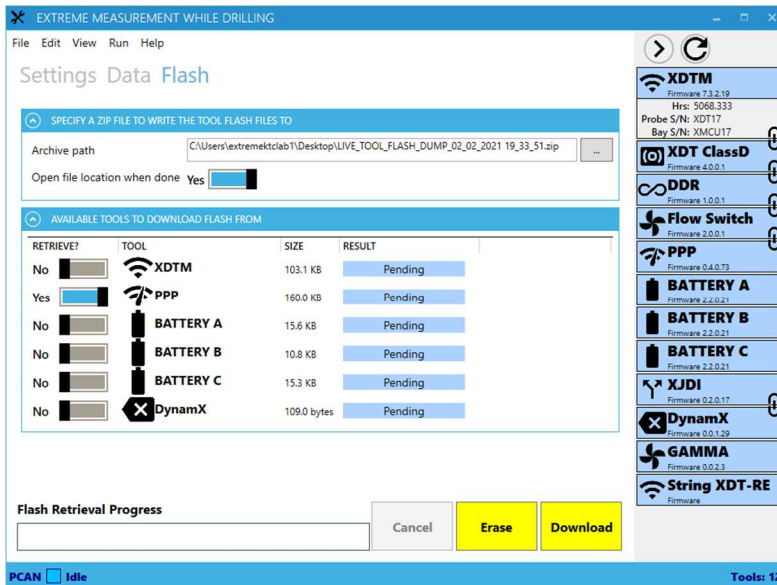 EXTREME MEASUREMENT WHILE DRILLING
File Edit View Run Help
Settings Data Flash
SPECIFY A ZIP FILE TO WRITE THE TOOL FLASH FILES TO
Archive path C:\Users\extremektclab1\Desktop\LIVE_TOOL_FLASH_DUMP_02_02_2021 19_33_51.zip ...
Open file location when done Yes
AVAILABLE TOOLS TO DOWNLOAD FLASH FROM
RETRIEVE? TOOL SIZE RESULT
No XDTM 103.1 KB Pending
Yes PPP 160.0 KB Pending
No BATTERY A 15.6 KB Pending
No BATTERY B 10.8 KB Pending
No BATTERY C 15.3 KB Pending
No DynamX 109.0 bytes Pending
Flash Retrieval Progress
Cancel Erase Download
XDTM
Firmware 7.3.2.19
Hrs: 5068.333
Probe S/N: XDT17
Bay S/N: XMCU17
XDT ClassD
Firmware 4.0.0.1
DDR
Firmware 1.0.0.1
Flow Switch
Firmware 2.0.0.1
PPP
Firmware 0.4.0.73
BATTERY A
Firmware 2.2.0.21
BATTERY B
Firmware 2.2.0.21
BATTERY C
Firmware 2.2.0.21
XJDI
Firmware 0.2.0.17
DynamX
Firmware 0.0.1.29
GAMMA
Firmware 0.0.2.3
String XDT-RE
Firmware
PCAN Idle
Tools: 12